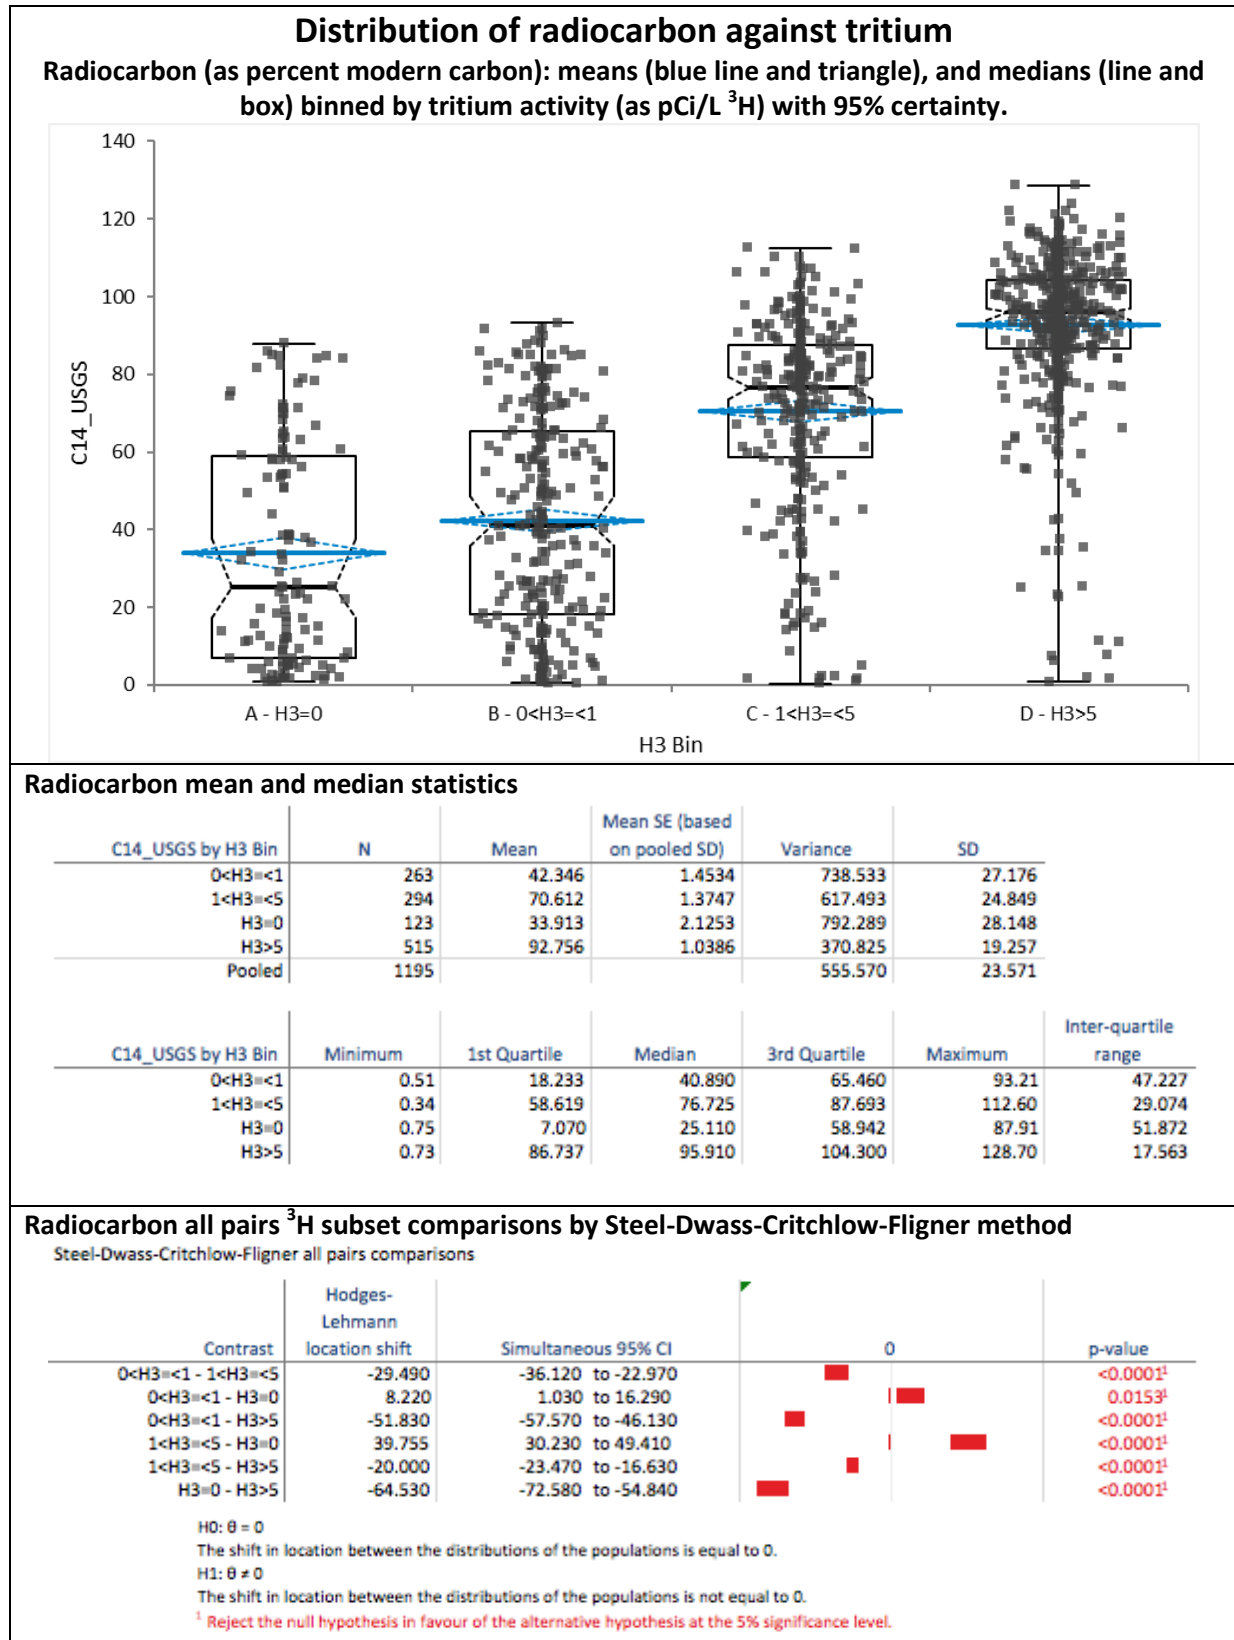 Distribution of radiocarbon against tritium
Radiocarbon (as percent modern carbon): means (blue line and triangle), and medians (line and
box) binned by tritium activity (as pCi/L ³H) with 95% certainty.
140
120
100
80
60
40
20
0
C14_USGS
A - H3=0 B - 0<H3=<1 C - 1<H3=<5 D - H3>5
H3 Bin
Radiocarbon mean and median statistics
Mean SE (based
C14_USGS by H3 Bin N Mean on pooled SD) Variance SD
0<H3=<1 263 42.346 1.4534 738.533 27.176
1<H3=<5 294 70.612 1.3747 617.493 24.849
H3=0 123 33.913 2.1253 792.289 28.148
H3>5 515 92.756 1.0386 370.825 19.257
Pooled 1195 555.570 23.571
Inter-quartile
C14_USGS by H3 Bin Minimum 1st Quartile Median 3rd Quartile Maximum range
0<H3=<1 0.51 18.233 40.890 65.460 93.21 47.227
1<H3=<5 0.34 58.619 76.725 87.693 112.60 29.074
H3=0 0.75 7.070 25.110 58.942 87.91 51.872
H3>5 0.73 86.737 95.910 104.300 128.70 17.563
Radiocarbon all pairs ³H subset comparisons by Steel-Dwass-Critchlow-Fligner method
Steel-Dwass-Critchlow-Fligner all pairs comparisons
Hodges-
Lehmann
Contrast location shift Simultaneous 95% CI 0 p-value
0<H3=<1 - 1<H3=<5 -29.490 -36.120 to -22.970 <0.0001¹
0<H3=<1 - H3=0 8.220 1.030 to 16.290 0.0153¹
0<H3=<1 - H3>5 -51.830 -57.570 to -46.130 <0.0001¹
1<H3=<5 - H3=0 39.755 30.230 to 49.410 <0.0001¹
1<H3=<5 - H3>5 -20.000 -23.470 to -16.630 <0.0001¹
H3=0 - H3>5 -64.530 -72.580 to -54.840 <0.0001¹
H0: θ = 0
The shift in location between the distributions of the populations is equal to 0.
H1: θ ≠ 0
The shift in location between the distributions of the populations is not equal to 0.
¹ Reject the null hypothesis in favour of the alternative hypothesis at the 5% significance level.